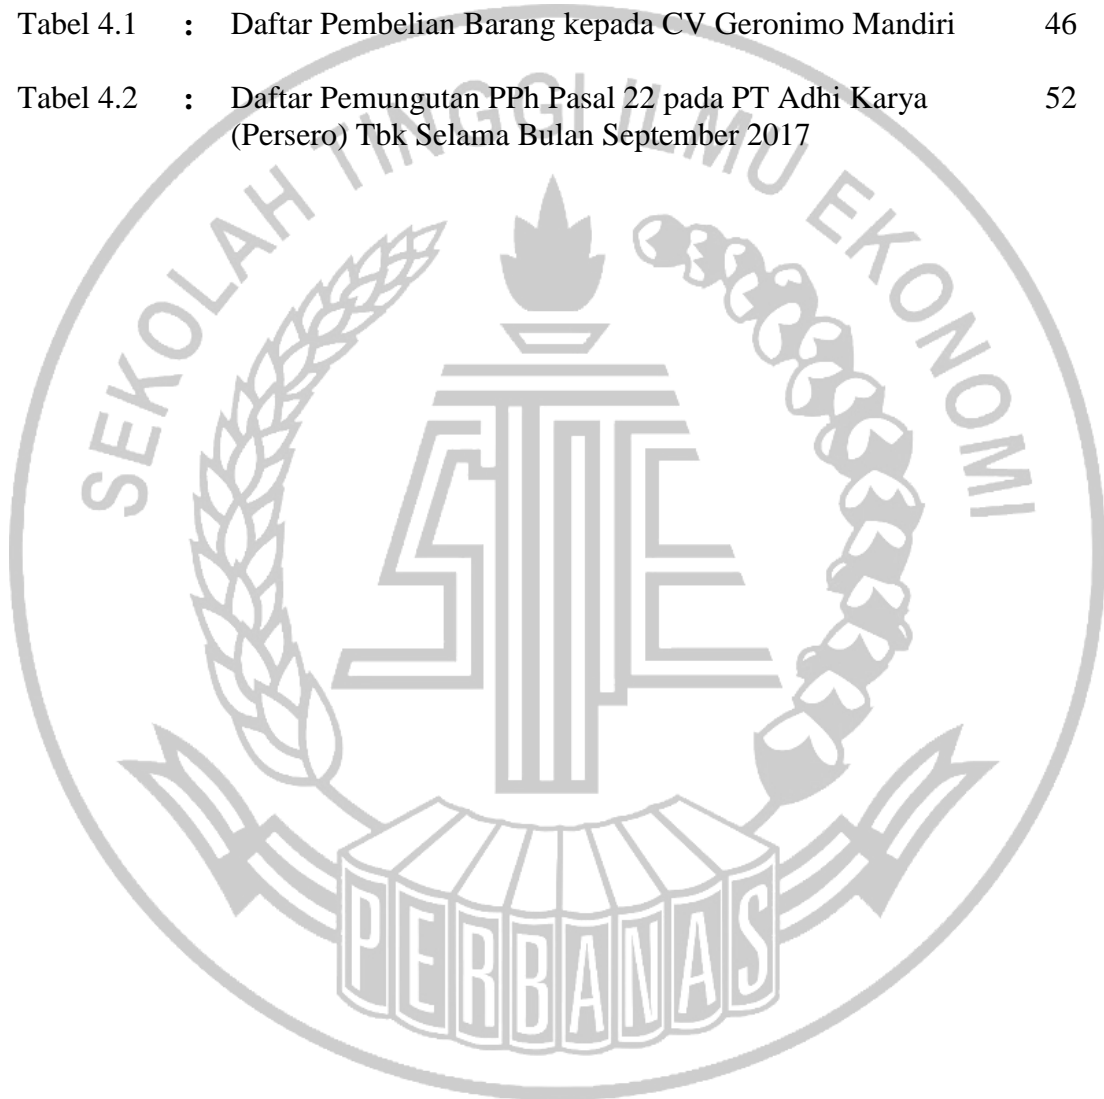 Tabel 4.1 : Daftar Pembelian Barang kepada CV Geronimo Mandiri 46
Tabel 4.2 : Daftar Pemungutan PPh Pasal 22 pada PT Adhi Karya 52
(Persero) Tbk Selama Bulan September 2017
SEKOLAH TINGGI ILMU EKONOMI
STIE
PERBANAS